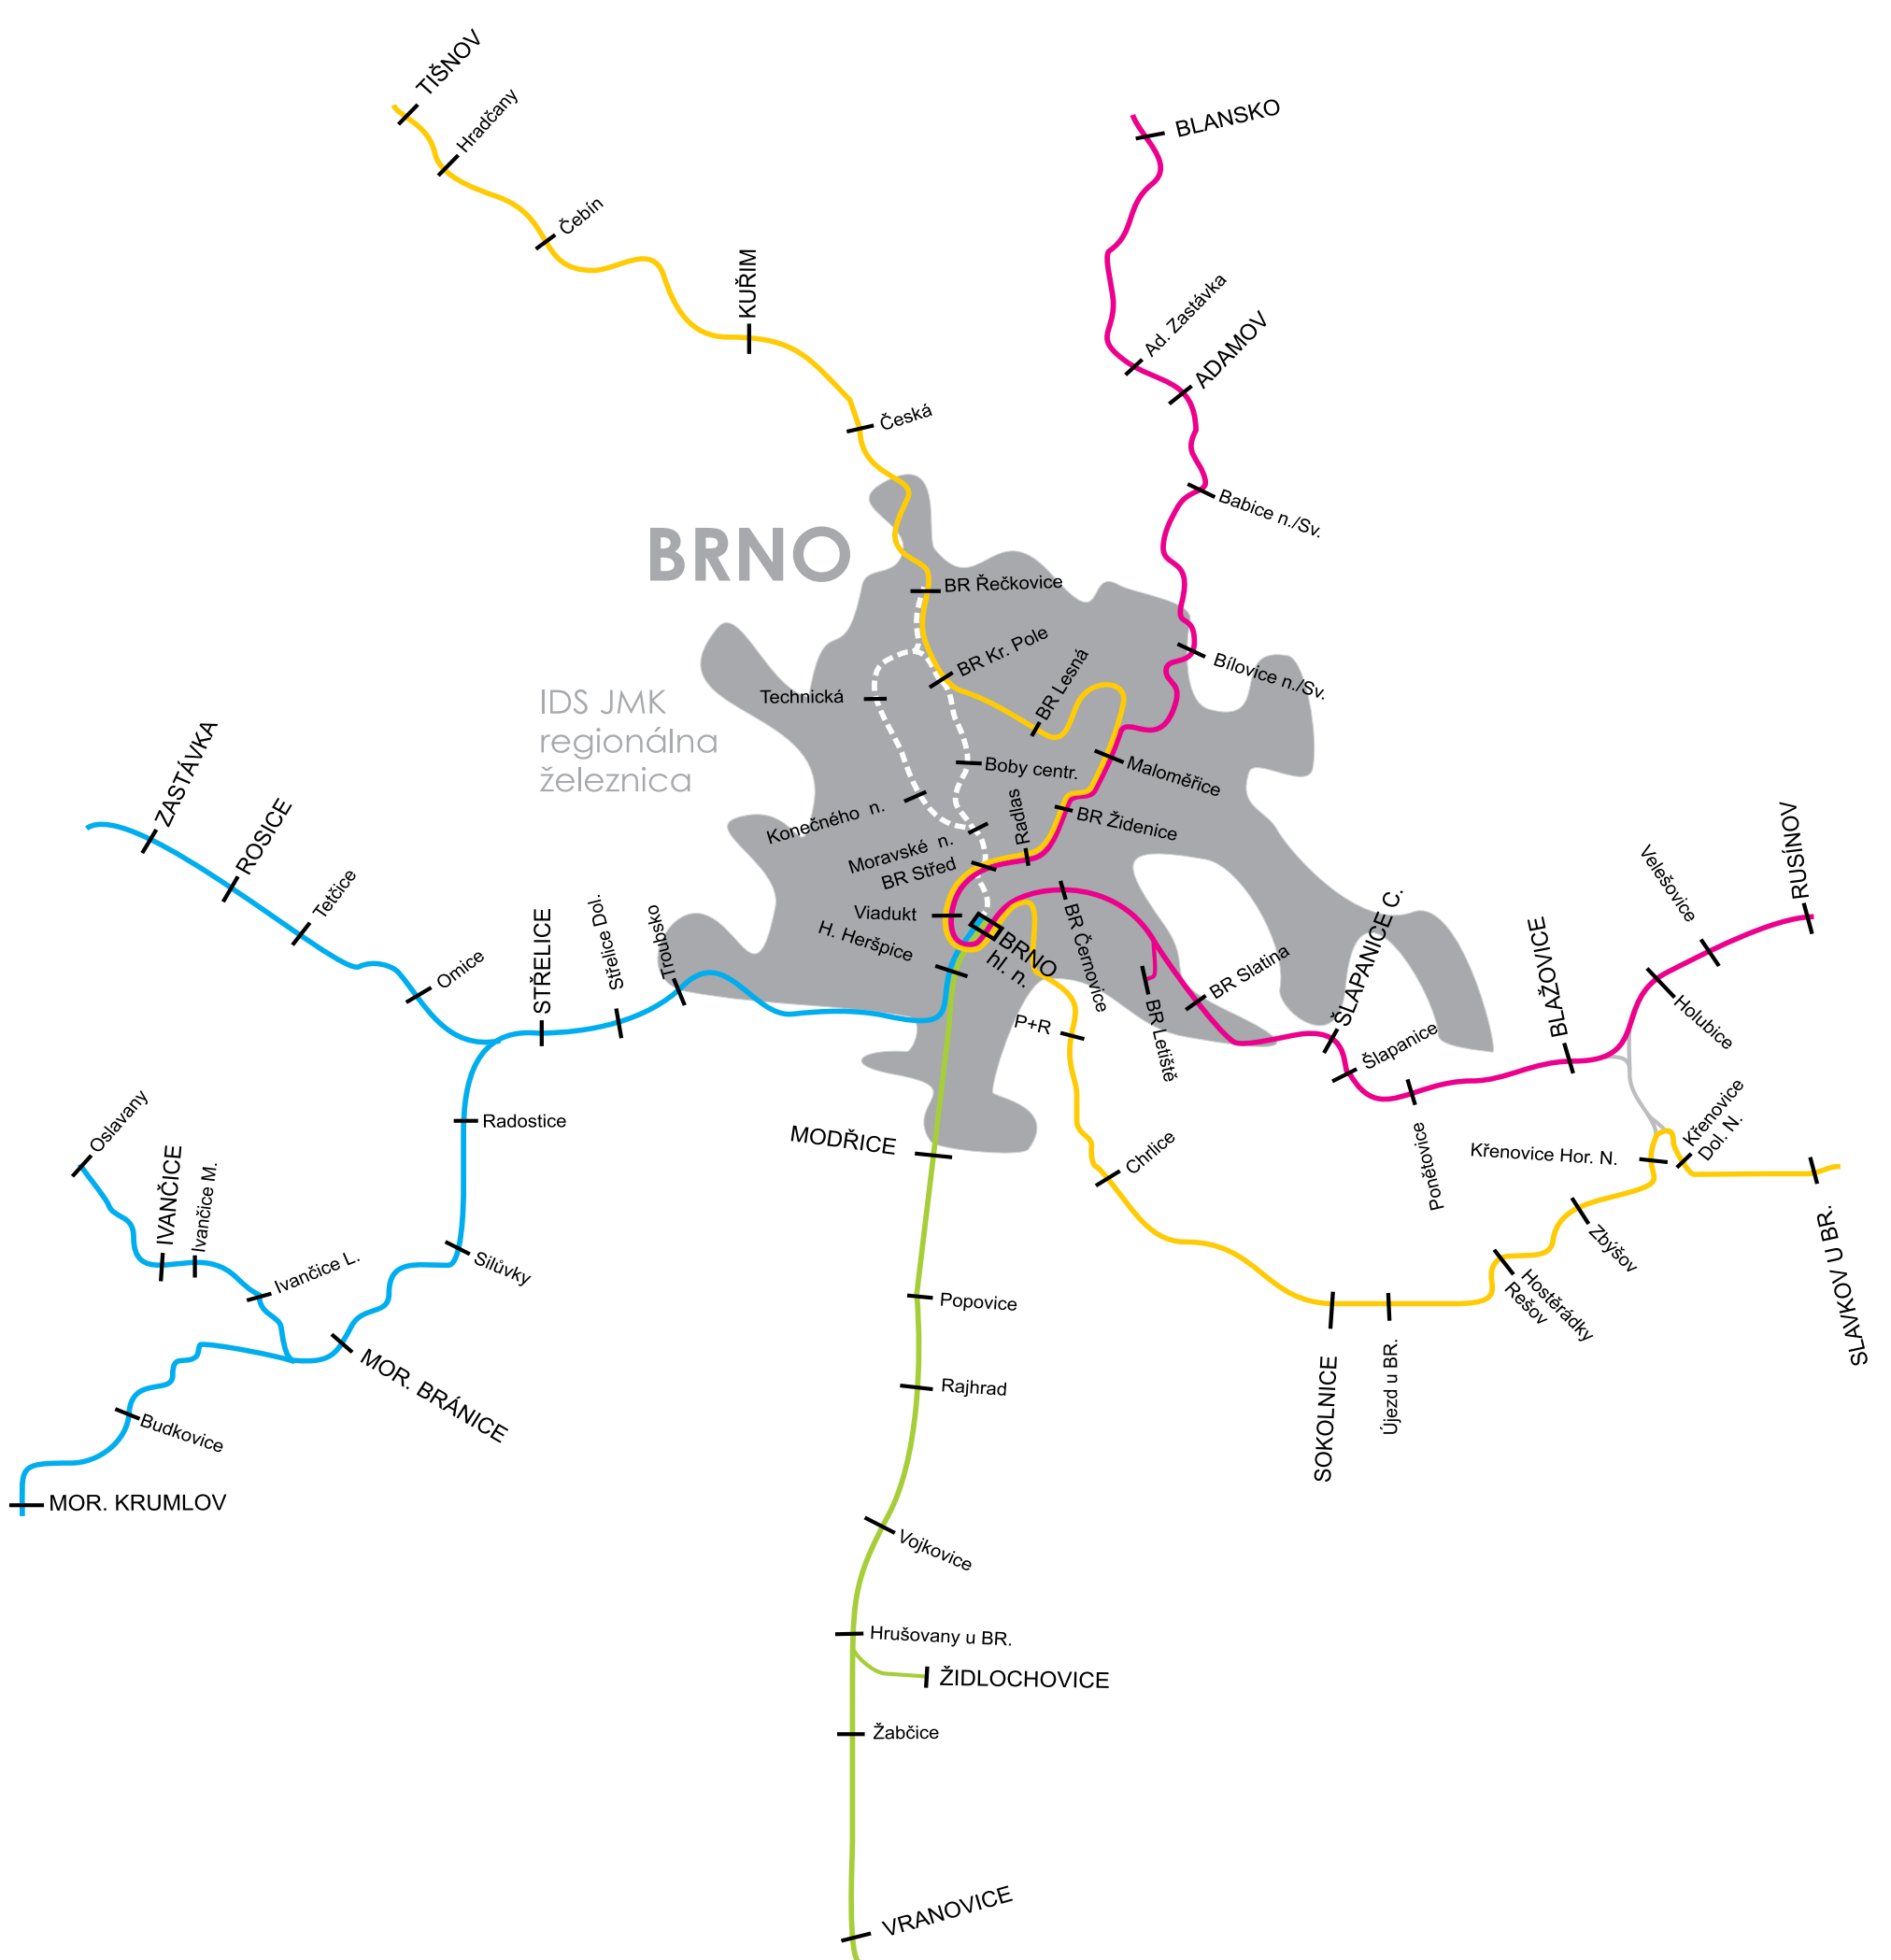 TIŠNOV
Hradčany
Čebín
KUŘIM
Česká
BLANSKO
Ad. Zastávka
ADAMOV
Babice n./Sv.
Bílovice n./Sv.
BRNO
IDS JMK
regionálna
železnica
BR Řečkovice
BR Kr. Pole
BR Lesná
Technická
Boby centr.
Maloměřice
Konečného n.
Radlas
BR Židenice
Moravské n.
BR Střed
Viadukt
H. Heršpice
BRNO
hl. n.
BR Černovice
BR Letiště
BR Slatina
P+R
ŠLAPANICE C.
Šlapanice
Ponětovice
BLAŽOVICE
Holubice
Velešovice
RUSÍNOV
ZASTÁVKA
ROSICE
Tetčice
Omice
STŘELICE
Střelice Dol.
Troubsko
Radostice
Silůvky
Oslavany
IVANČICE
Ivančice M.
Ivančice L.
MOR. BRÁNICE
Budkovice
MOR. KRUMLOV
MODŘICE
Chrlice
Křenovice Hor. N.
Křenovice
Dol. N.
Zbýšov
Hostěrádky
Rešov
SLAVKOV U BR.
SOKOLNICE
Újezd u BR.
Popovice
Rajhrad
Vojkovice
Hrušovany u BR.
ŽIDLOCHOVICE
Žabčice
VRANOVICE